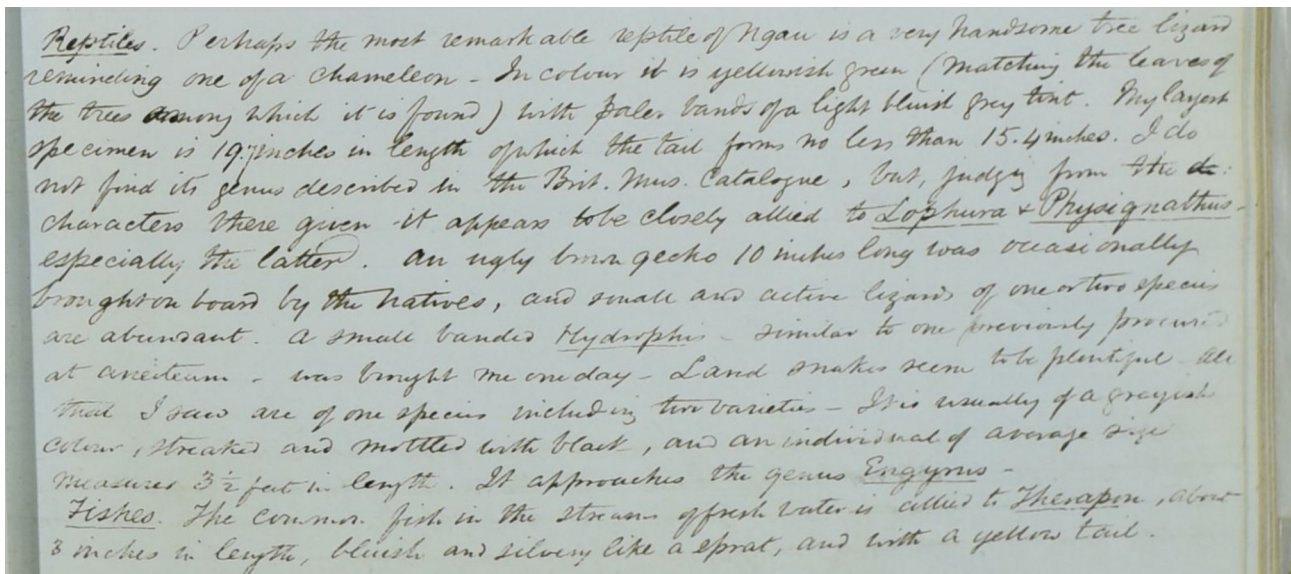 Reptiles. Perhaps the most remarkable reptile of Ngau is a very handsome tree lizard
reminding one of a chameleon - In colour it is yellowish green (matching the leaves of
the trees among which it is found) with paler bands of a light bluish grey tint. My largest
specimen is 19.7 inches in length of which the tail forms no less than 15.4 inches. I do
not find its genus described in the Brit. Mus. Catalogue, but, judging from the
characters there given it appears to be closely allied to Lophura & Physignathus -
especially the latter. An ugly brown gecko 10 inches long was occasionally
brought on board by the natives, and small and active lizards of one or two species
are abundant. A small banded Hydrophis - similar to one previously procured
at Aneiteum - was brought me one day - Land snakes seem to be plentiful - All
that I saw are of one species including two varieties - It is usually of a greyish
colour, streaked and mottled with black, and an individual of average size
measures 3½ feet in length. It approaches the genus Engyrus -
Fishes. The common fish in the streams of fresh water is allied to Therapon, about
3 inches in length, bluish and silvery like a sprat, and with a yellow tail.